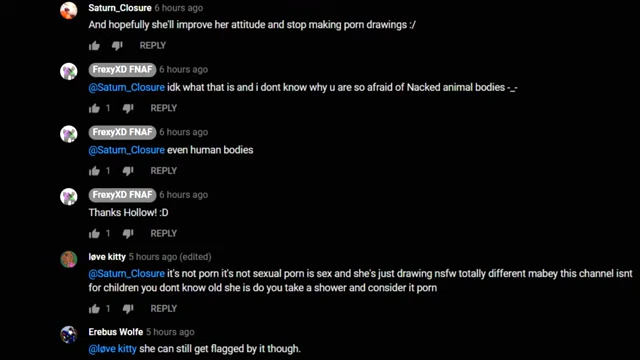 Saturn_Closure 6 hours ago
And hopefully she'll improve her attitude and stop making porn drawings :/
REPLY
FrexyXD FNAF 6 hours ago
@Saturn_Closure idk what that is and i dont know why u are so afraid of Nacked animal bodies -_-
1 REPLY
FrexyXD FNAF 6 hours ago
@Saturn_Closure even human bodies
1 REPLY
FrexyXD FNAF 6 hours ago
Thanks Hollow! :D
1 REPLY
løve kitty 5 hours ago (edited)
@Saturn_Closure it's not porn it's not sexual porn is sex and she's just drawing nsfw totally different mabey this channel isnt
for children you dont know old she is do you take a shower and consider it porn
1 REPLY
Erebus Wolfe 5 hours ago
@løve kitty she can still get flagged by it though.